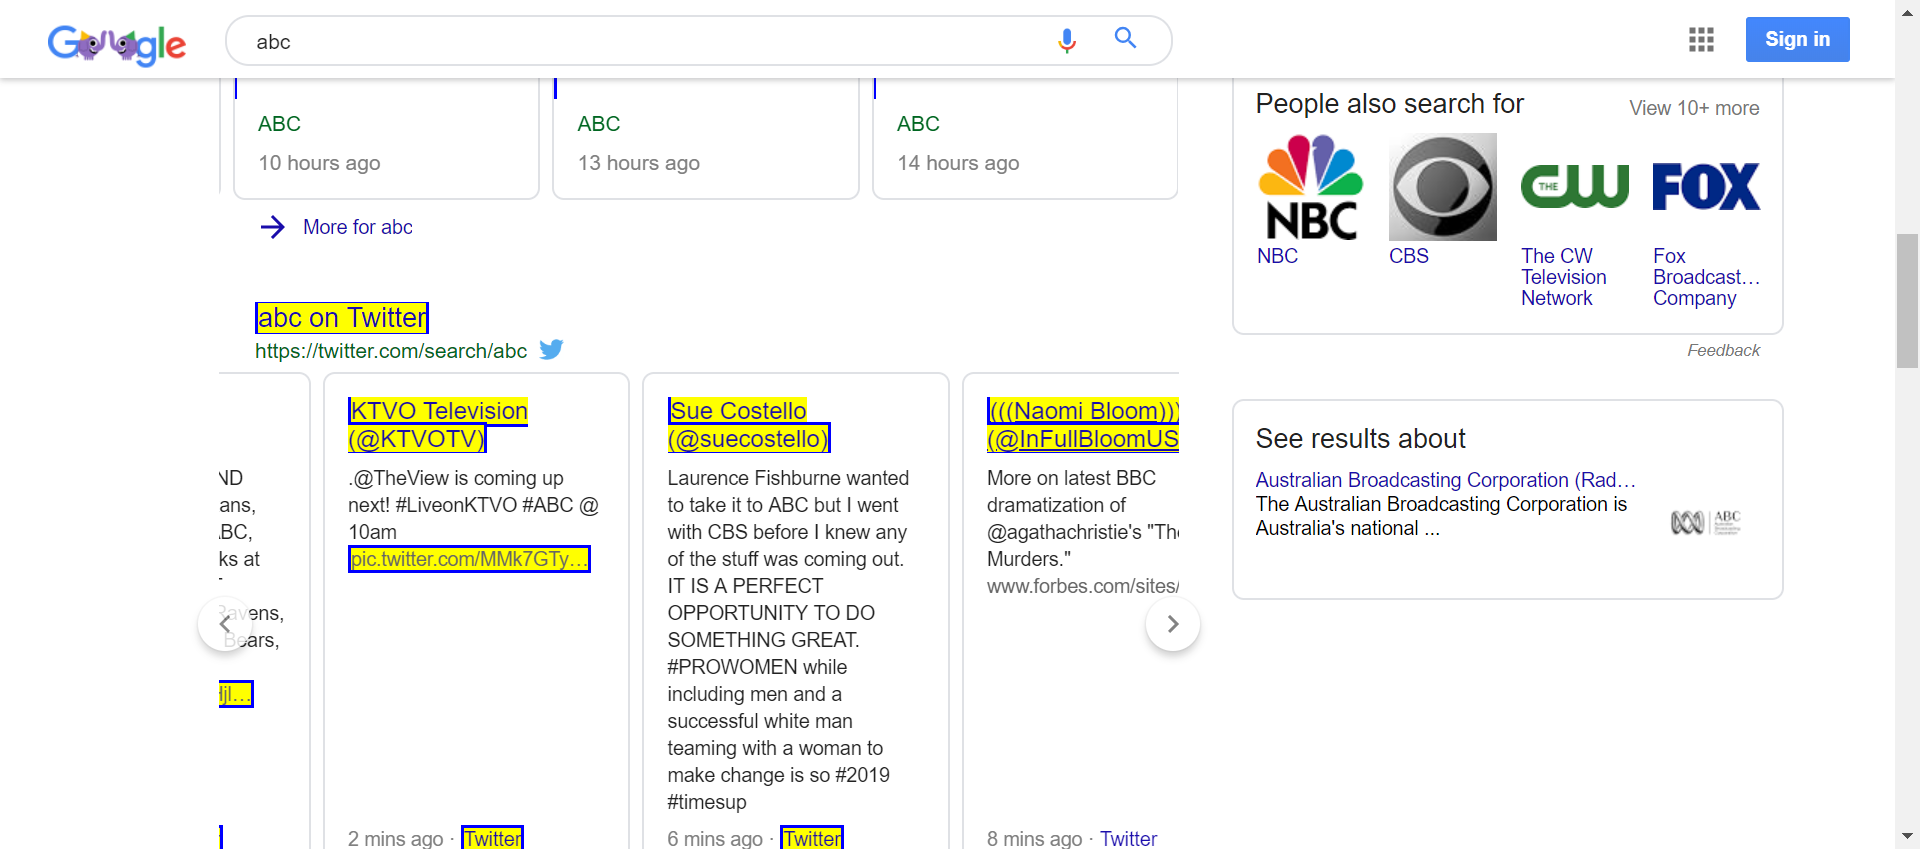 Google
abc
Sign in
ABC
10 hours ago
ABC
13 hours ago
ABC
14 hours ago
More for abc
abc on Twitter
https://twitter.com/search/abc
ND
ans,
BC,
ks at
Ravens,
Bears,
KTVO Television
(@KTVOTV)
.@TheView is coming up
next! #LiveonKTVO #ABC @
10am
pic.twitter.com/MMk7GTy…
2 mins ago · Twitter
Sue Costello
(@suecostello)
Laurence Fishburne wanted
to take it to ABC but I went
with CBS before I knew any
of the stuff was coming out.
IT IS A PERFECT
OPPORTUNITY TO DO
SOMETHING GREAT.
#PROWOMEN while
including men and a
successful white man
teaming with a woman to
make change is so #2019
#timesup
6 mins ago · Twitter
(((Naomi Bloom)))
(@InFullBloomUS
More on latest BBC
dramatization of
@agathachristie's "The
Murders."
www.forbes.com/sites/
8 mins ago · Twitter
People also search for
View 10+ more
NBC
THE CW
FOX
NBC
CBS
The CW
Television
Network
Fox
Broadcast…
Company
Feedback
See results about
Australian Broadcasting Corporation (Rad…
The Australian Broadcasting Corporation is
Australia's national ...
ABC